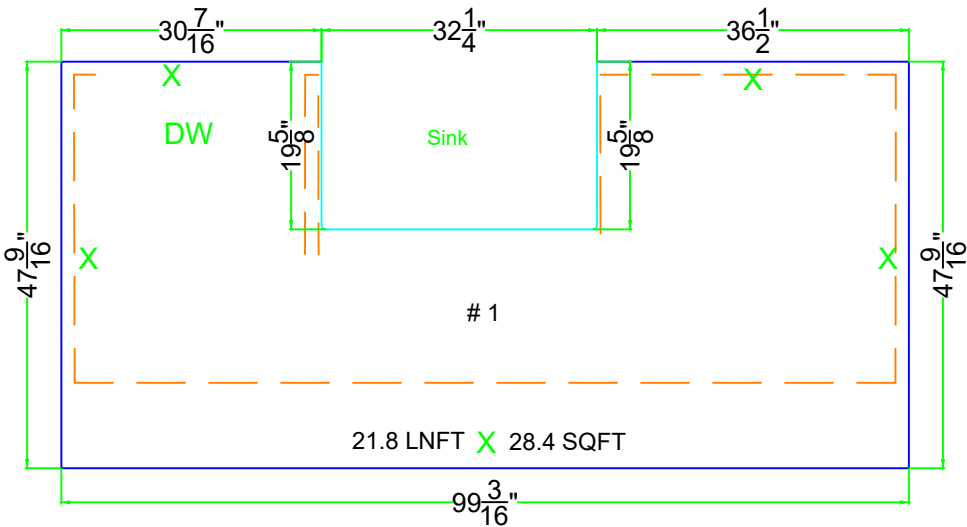 30 7/16" 32 1/4" 36 1/2"
X X
DW Sink
19 5/8" 19 5/8"
47 9/16" X X 47 9/16"
# 1
21.8 LNFT X 28.4 SQFT
99 3/16"